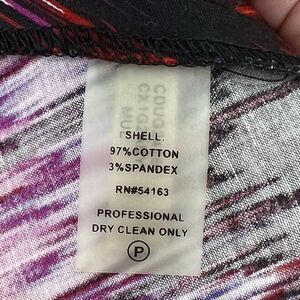 SHELL:
97%COTTON
3%SPANDEX
RN#54163
PROFESSIONAL
DRY CLEAN ONLY
P